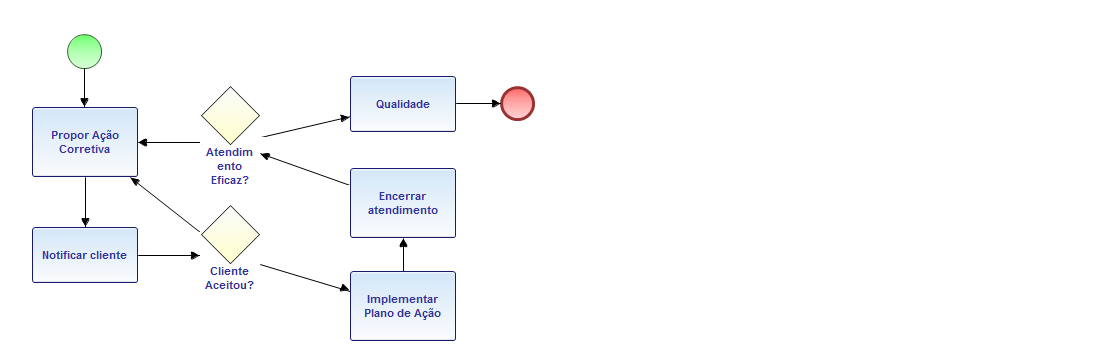 Qualidade
Propor Ação
Corretiva
Atendim
ento
Eficaz?
Encerrar
atendimento
Notificar cliente
Cliente
Aceitou?
Implementar
Plano de Ação